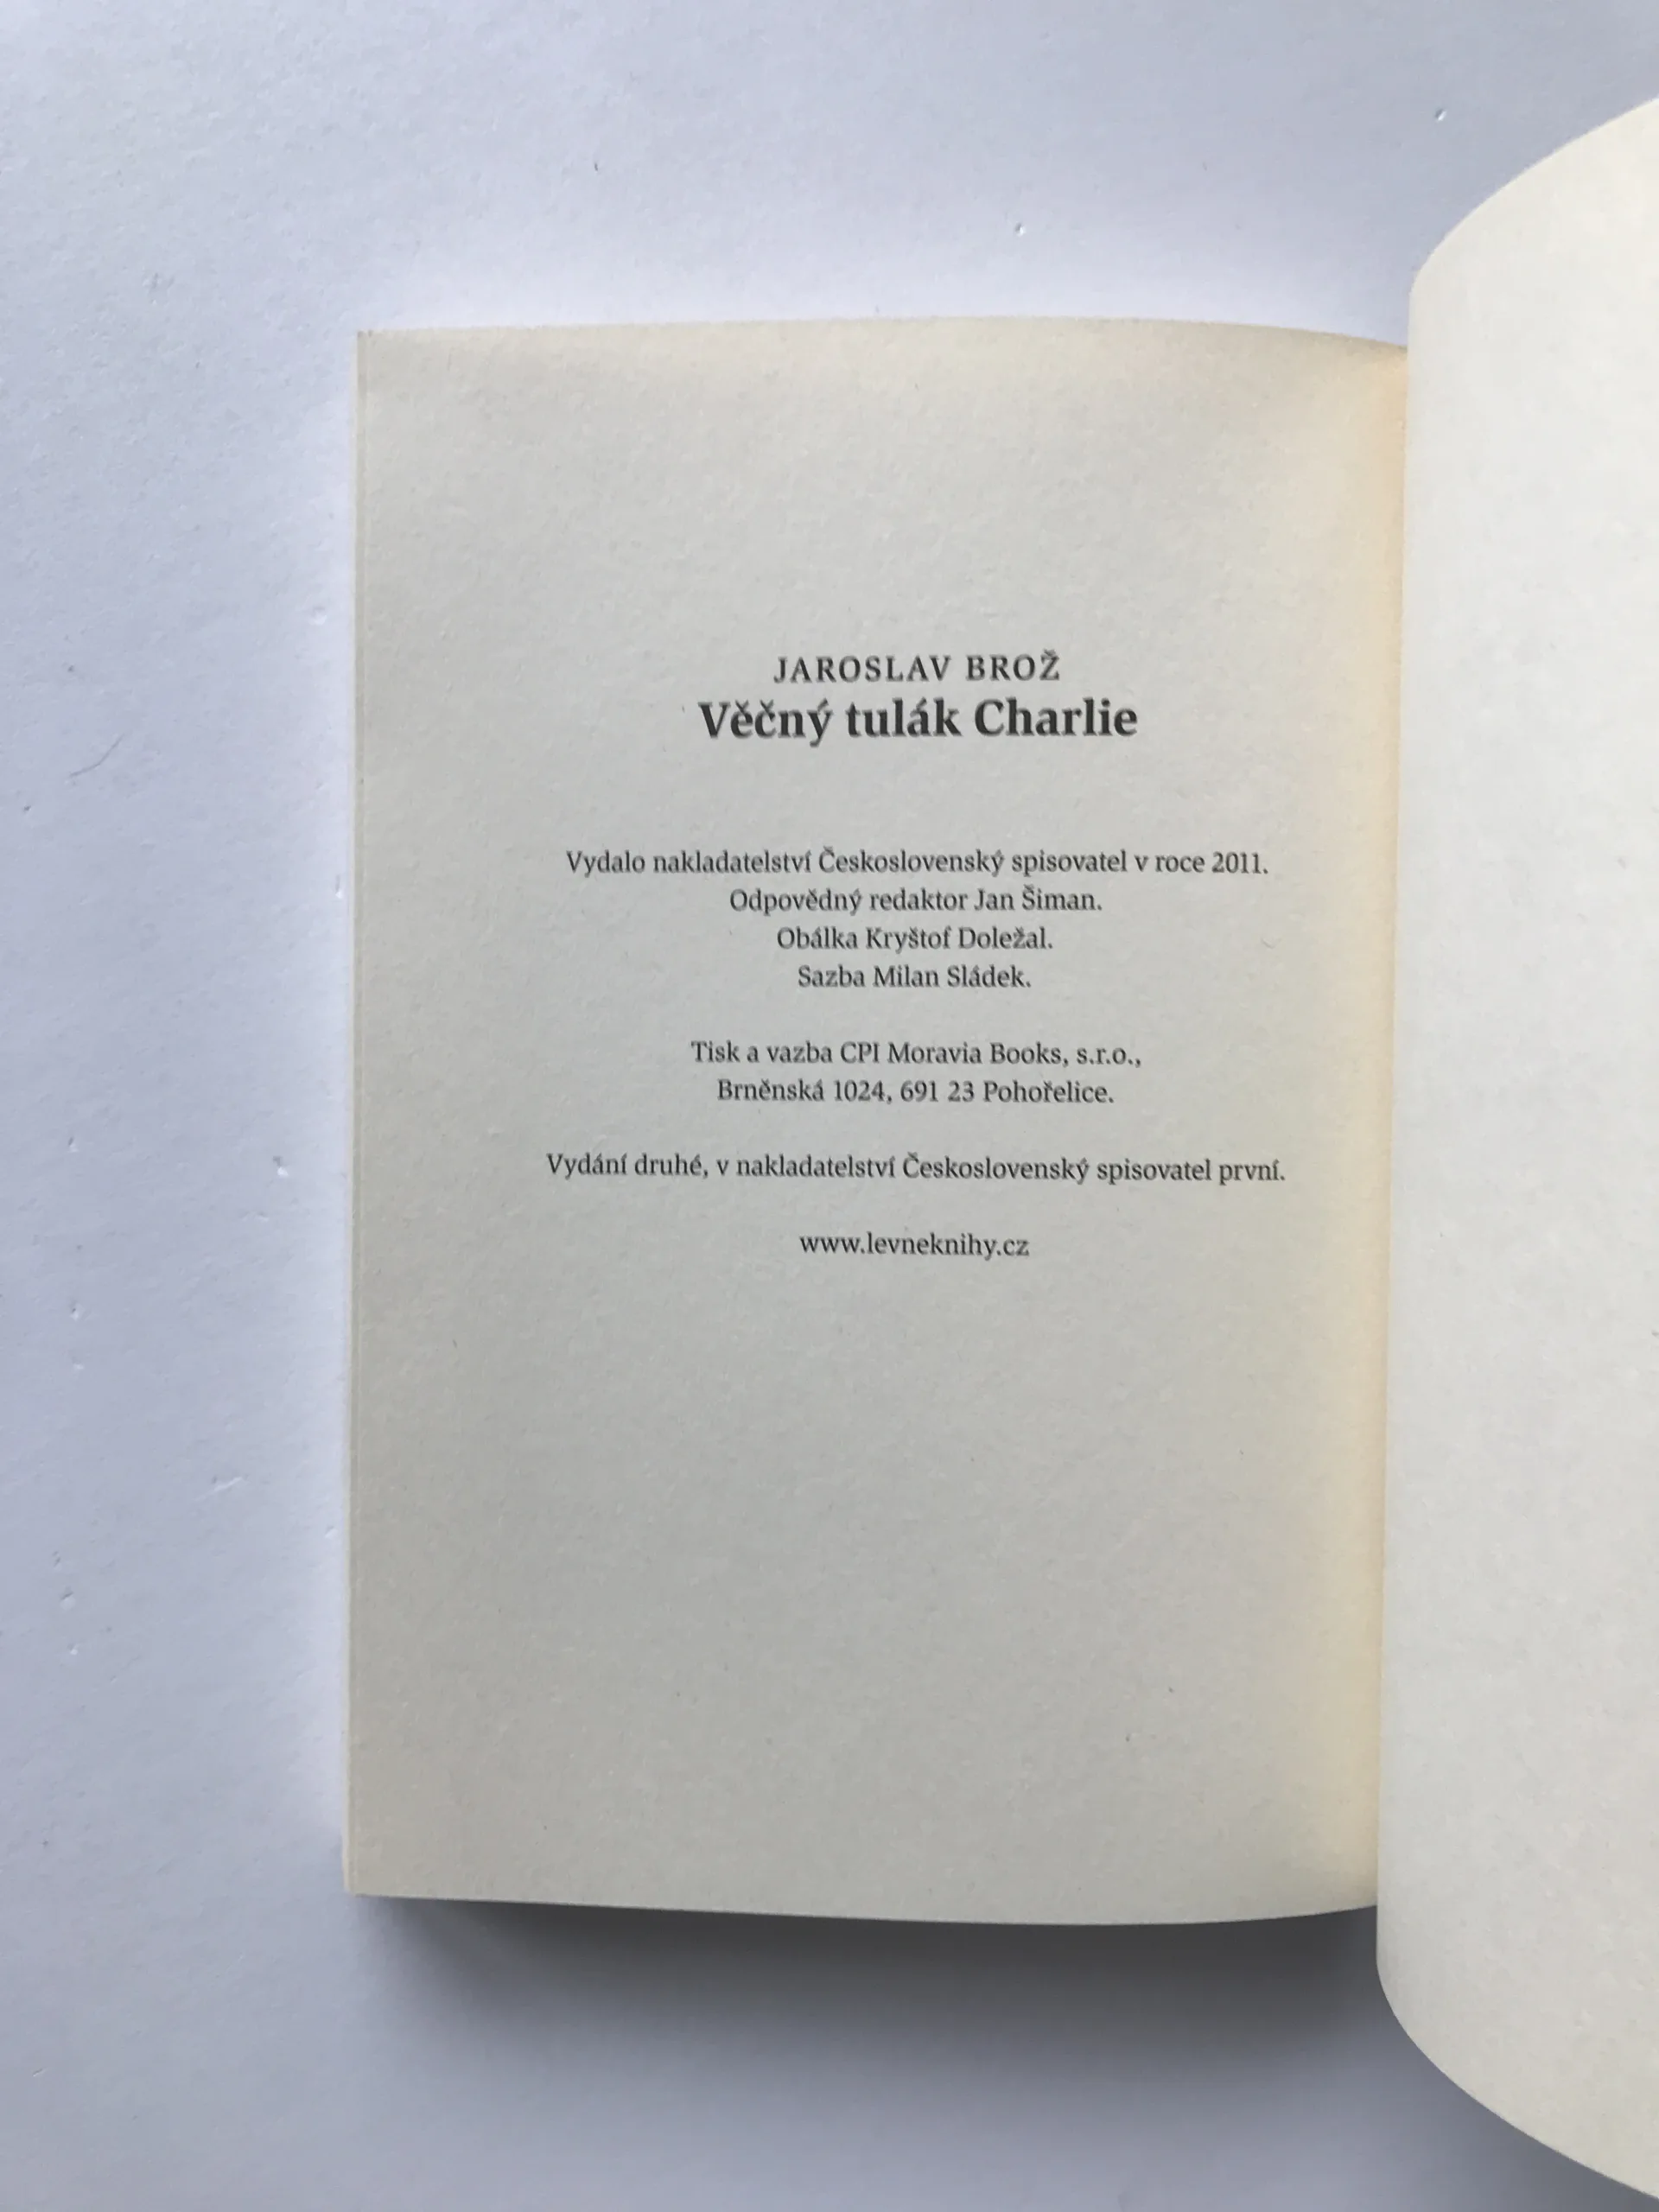 JAROSLAV BROŽ
Věčný tulák Charlie
Vydalo nakladatelství Československý spisovatel v roce 2011.
Odpovědný redaktor Jan Šiman.
Obálka Kryštof Doležal.
Sazba Milan Sládek.
Tisk a vazba CPI Moravia Books, s.r.o.,
Brněnská 1024, 691 23 Pohořelice.
Vydání druhé, v nakladatelství Československý spisovatel první.
www.levneknihy.cz